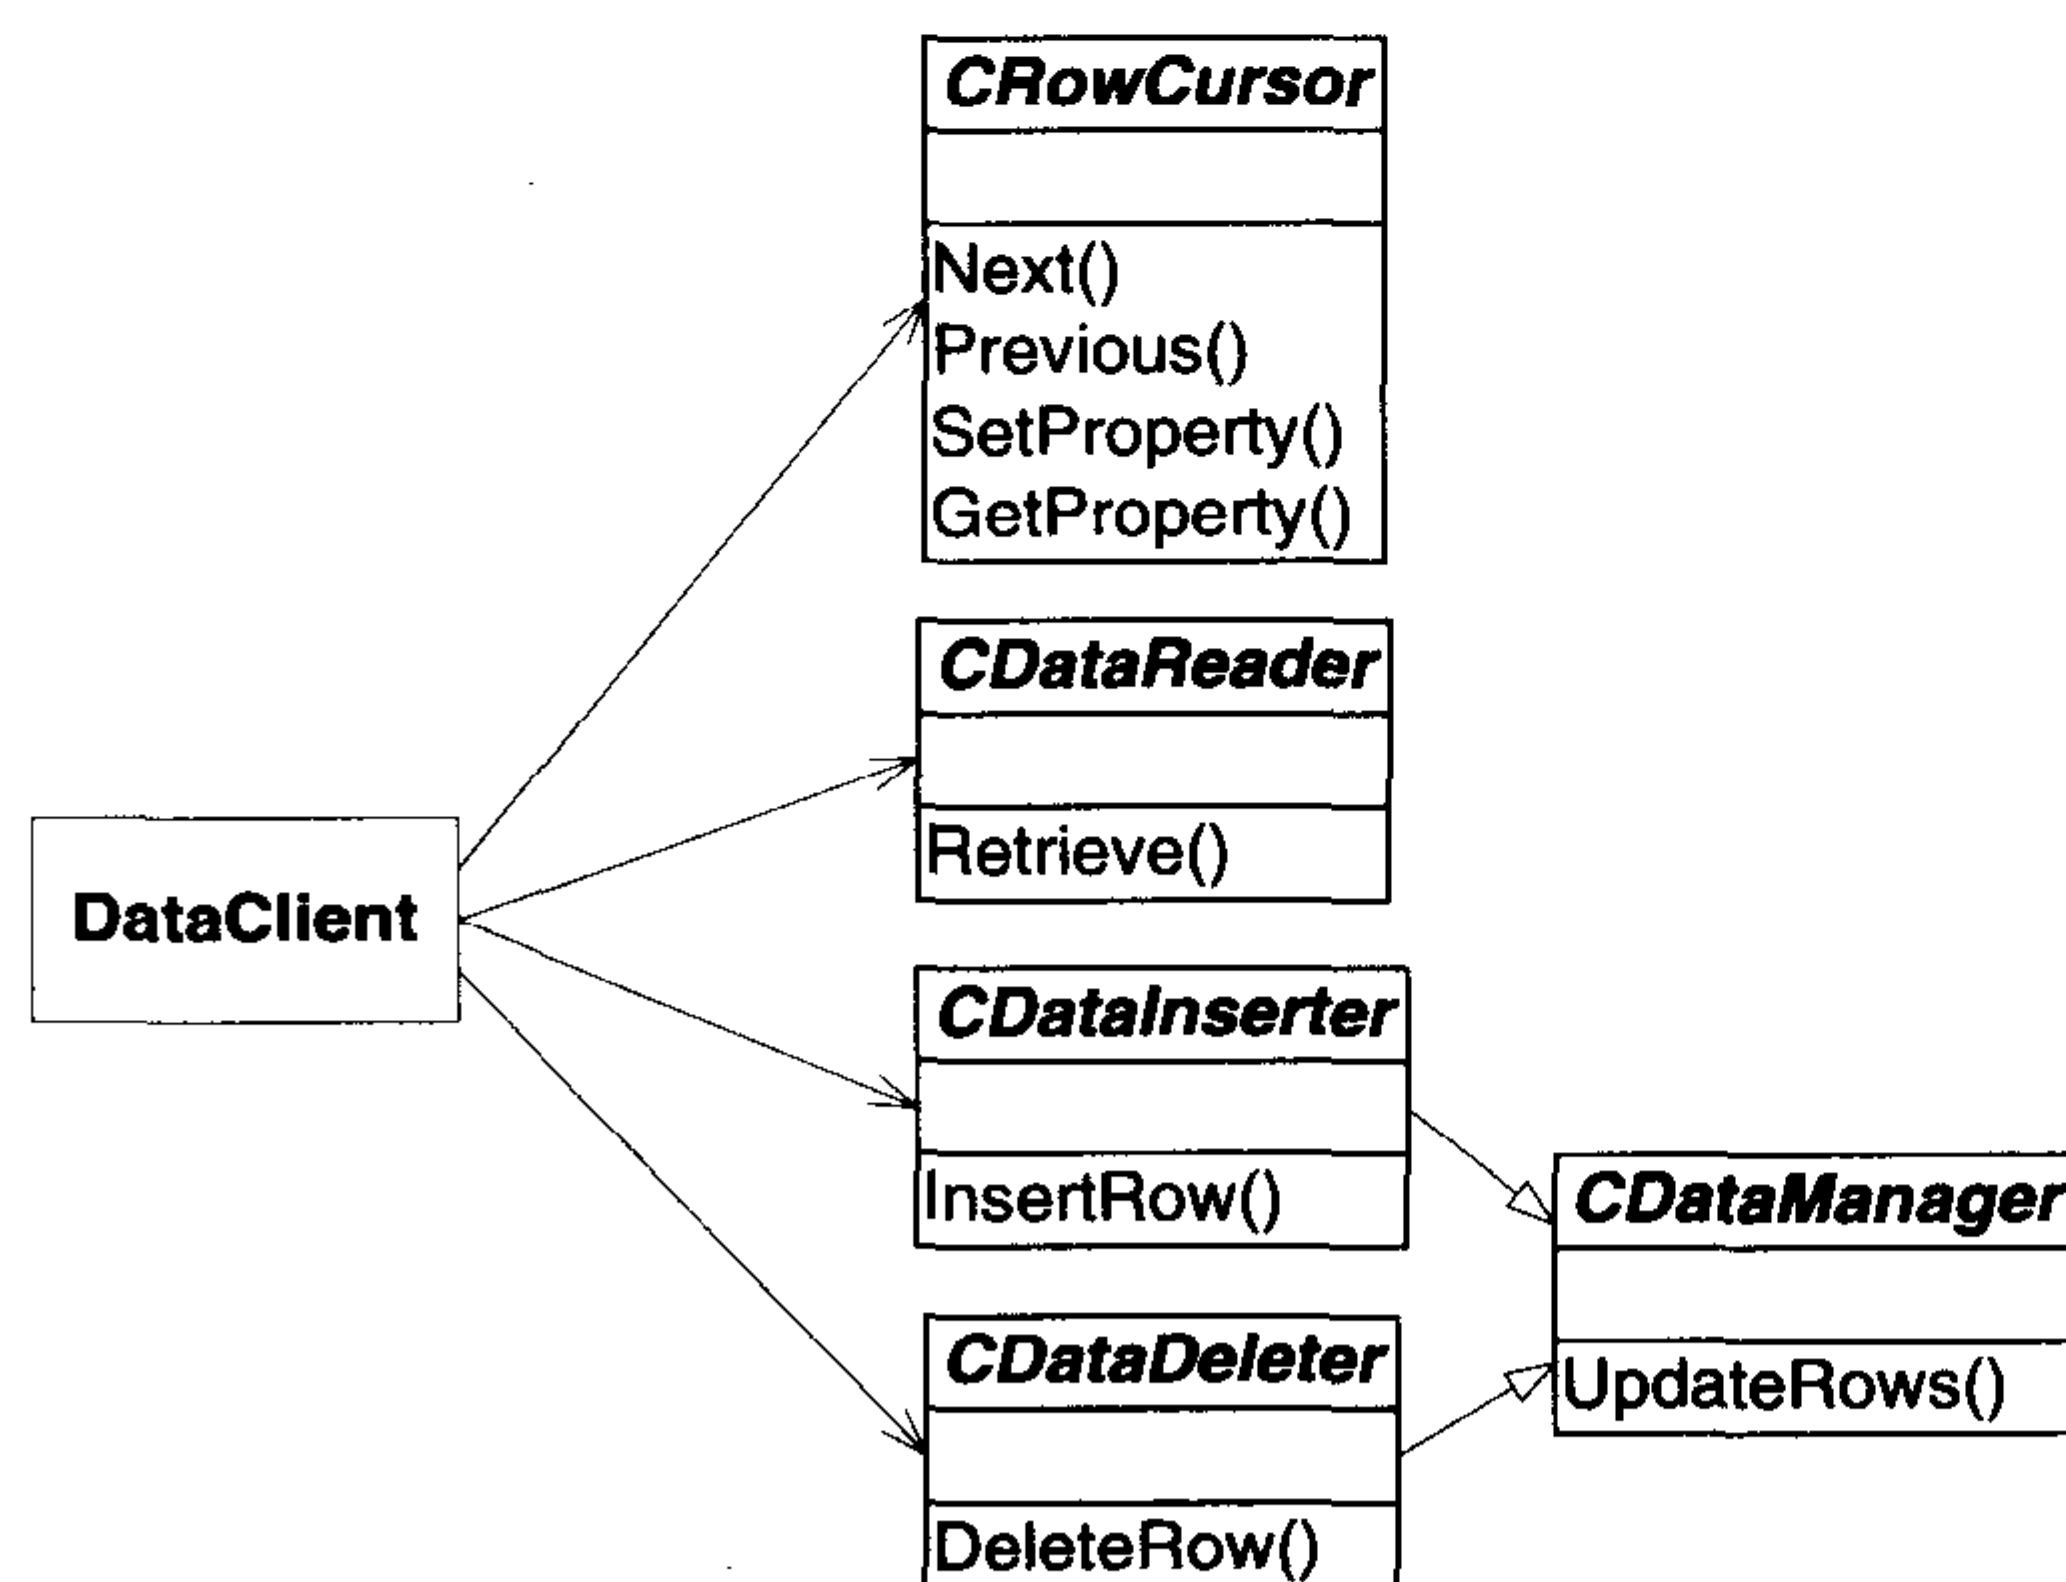 CRowCursor
Next()
Previous()
SetProperty()
GetProperty()
CDataReader
Retrieve()
DataClient
CDataInserter
InsertRow()
CDataManager
UpdateRows()
CDataDeleter
DeleteRow()